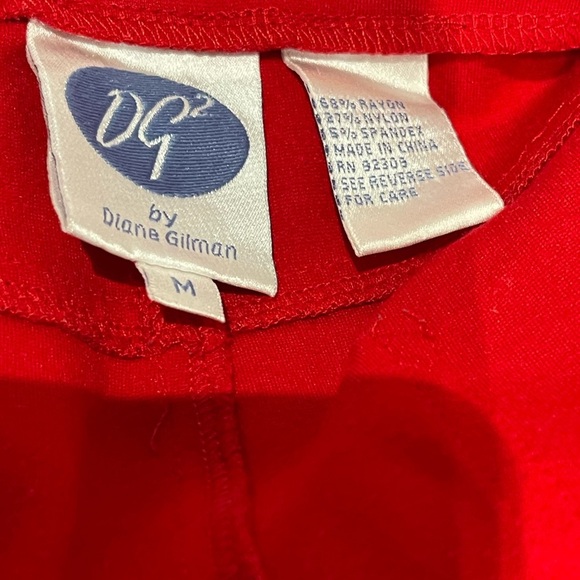 DG2
by
Diane Gilman
M
68% RAYON
27% NYLON
5% SPANDEX
MADE IN CHINA
RN 92309
SEE REVERSE SIDE
FOR CARE